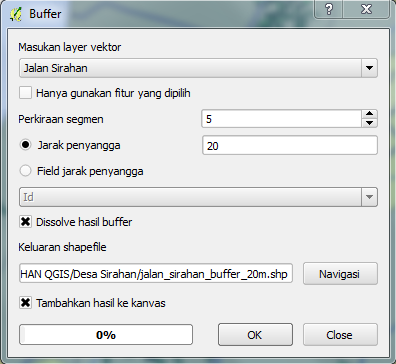 Buffer
Masukan layer vektor
Jalan Sirahan
Hanya gunakan fitur yang dipilih
Perkiraan segmen 5
Jarak penyangga 20
Field jarak penyangga
Id
Dissolve hasil buffer
Keluaran shapefile
HAN QGIS/Desa Sirahan/jalan_sirahan_buffer_20m.shp Navigasi
Tambahkan hasil ke kanvas
0% OK Close